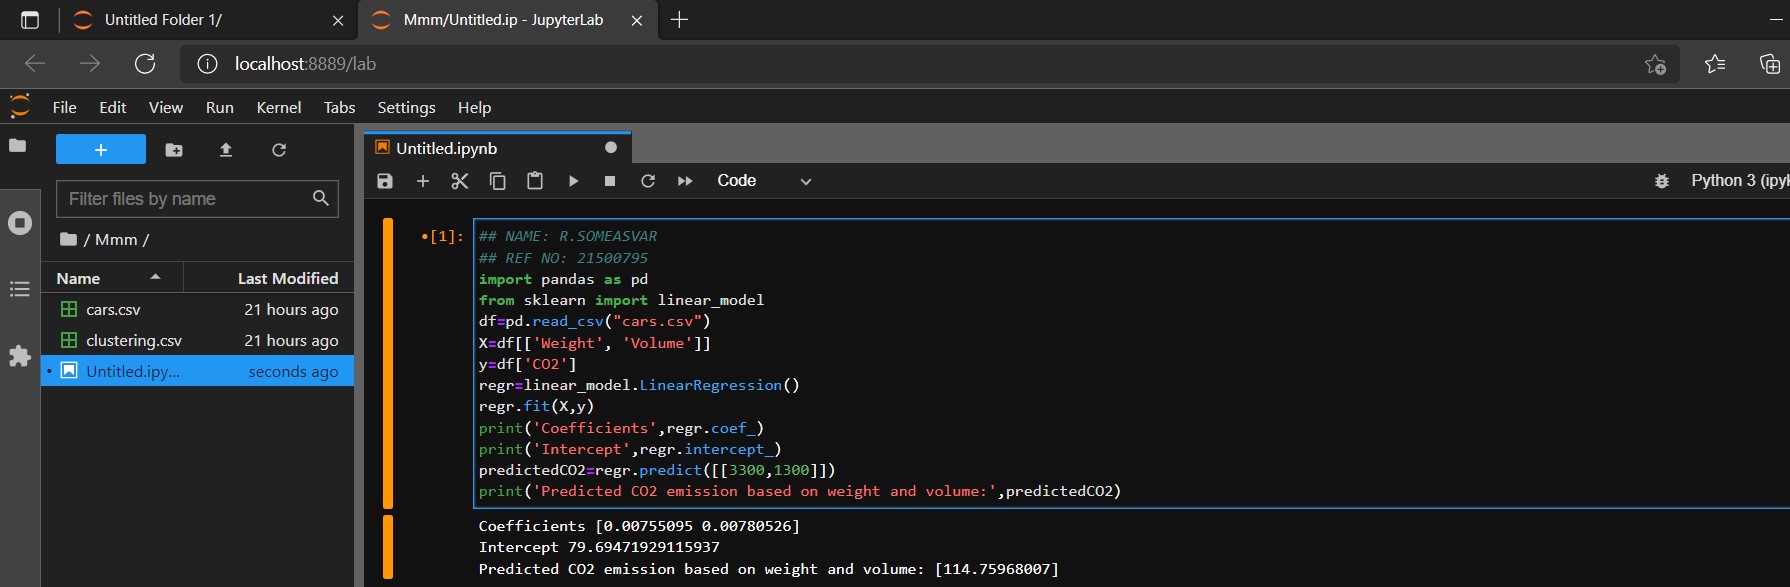 Untitled Folder 1/
Mmm/Untitled.ip - JupyterLab
localhost:8889/lab
File Edit View Run Kernel Tabs Settings Help
Filter files by name
/ Mmm /
Name Last Modified
cars.csv 21 hours ago
clustering.csv 21 hours ago
Untitled.ipy... seconds ago
Untitled.ipynb
Code
Python 3 (ipyk
[1]:
## NAME: R.SOMEASVAR
## REF NO: 21500795
import pandas as pd
from sklearn import linear_model
df=pd.read_csv("cars.csv")
X=df[['Weight', 'Volume']]
y=df['CO2']
regr=linear_model.LinearRegression()
regr.fit(X,y)
print('Coefficients',regr.coef_)
print('Intercept',regr.intercept_)
predictedCO2=regr.predict([[3300,1300]])
print('Predicted CO2 emission based on weight and volume:',predictedCO2)
Coefficients [0.00755095 0.00780526]
Intercept 79.69471929115937
Predicted CO2 emission based on weight and volume: [114.75968007]